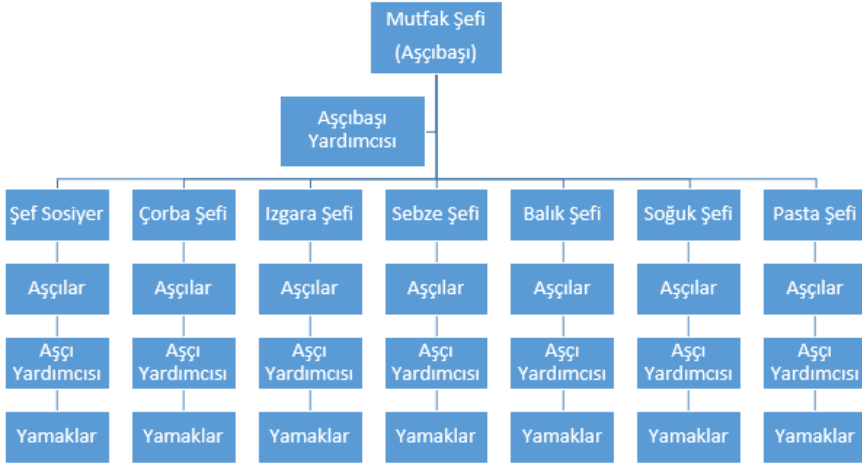 Mutfak Şefi
(Aşçıbaşı)
Aşçıbaşı
Yardımcısı
Şef Sosiyer
Çorba Şefi
Izgara Şefi
Sebze Şefi
Balık Şefi
Soğuk Şefi
Pasta Şefi
Aşçılar
Aşçılar
Aşçılar
Aşçılar
Aşçılar
Aşçılar
Aşçılar
Aşçı
Yardımcısı
Aşçı
Yardımcısı
Aşçı
Yardımcısı
Aşçı
Yardımcısı
Aşçı
Yardımcısı
Aşçı
Yardımcısı
Aşçı
Yardımcısı
Yamaklar
Yamaklar
Yamaklar
Yamaklar
Yamaklar
Yamaklar
Yamaklar